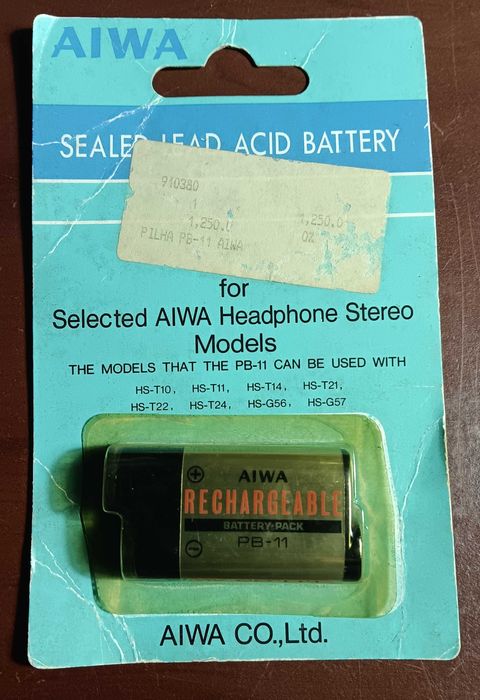 AIWA
SEALED LEAD ACID BATTERY
910380
1
1,250.0 1,250.0
PILHA PB-11 AIWA 0%
for
Selected AIWA Headphone Stereo
Models
THE MODELS THAT THE PB-11 CAN BE USED WITH
HS-T10, HS-T11, HS-T14, HS-T21,
HS-T22, HS-T24, HS-G56, HS-G57
+ AIWA
RECHARGEABLE
BATTERY-PACK
− PB-11
AIWA CO.,Ltd.